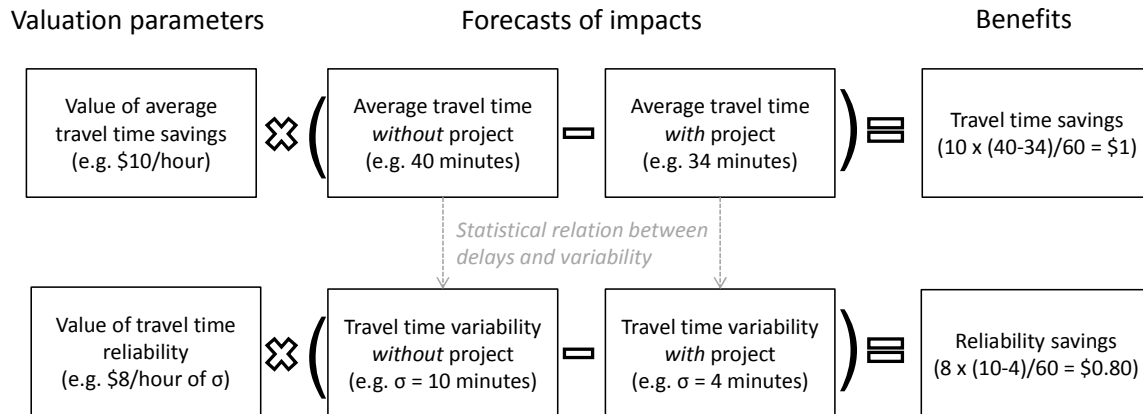 Valuation parameters
Forecasts of impacts
Benefits
Value of average
travel time savings
(e.g. $10/hour)
Average travel time
without project
(e.g. 40 minutes)
Average travel time
with project
(e.g. 34 minutes)
Travel time savings
(10 x (40-34)/60 = $1)
Statistical relation between
delays and variability
Value of travel time
reliability
(e.g. $8/hour of σ)
Travel time variability
without project
(e.g. σ = 10 minutes)
Travel time variability
with project
(e.g. σ = 4 minutes)
Reliability savings
(8 x (10-4)/60 = $0.80)